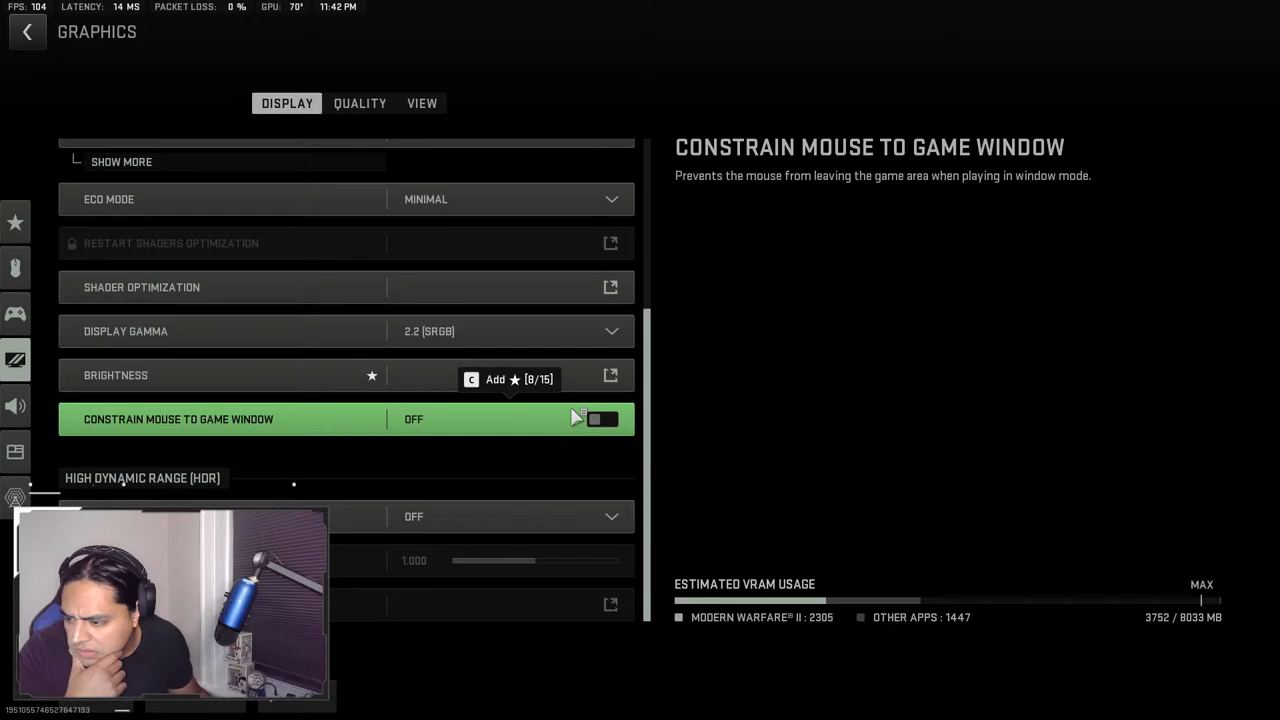 FPS: 104 LATENCY: 14 MS PACKET LOSS: 0 % GPU: 70° 11:42 PM
GRAPHICS
DISPLAY QUALITY VIEW
SHOW MORE
ECO MODE MINIMAL
RESTART SHADERS OPTIMIZATION
SHADER OPTIMIZATION
DISPLAY GAMMA 2.2 (SRGB)
BRIGHTNESS
C Add ★ [8/15]
CONSTRAIN MOUSE TO GAME WINDOW OFF
HIGH DYNAMIC RANGE (HDR)
OFF
1.000
CONSTRAIN MOUSE TO GAME WINDOW
Prevents the mouse from leaving the game area when playing in window mode.
ESTIMATED VRAM USAGE MAX
MODERN WARFARE® II : 2305 OTHER APPS : 1447 3752 / 8033 MB
1951055746527647193